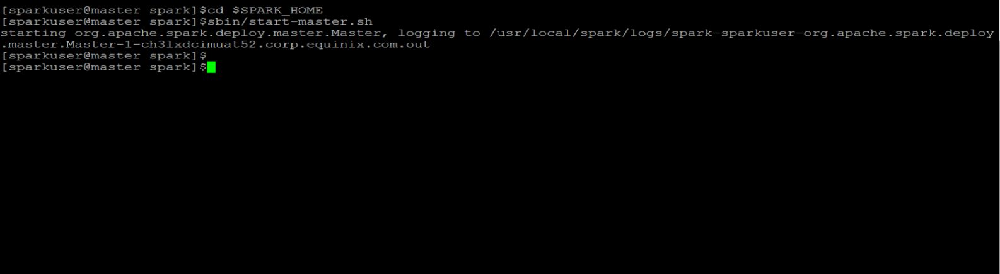 [sparkuser@master spark]$cd $SPARK_HOME
[sparkuser@master spark]$sbin/start-master.sh
starting org.apache.spark.deploy.master.Master, logging to /usr/local/spark/logs/spark-sparkuser-org.apache.spark.deploy
.master.Master-1-ch3lxdcimuat52.corp.equinix.com.out
[sparkuser@master spark]$
[sparkuser@master spark]$